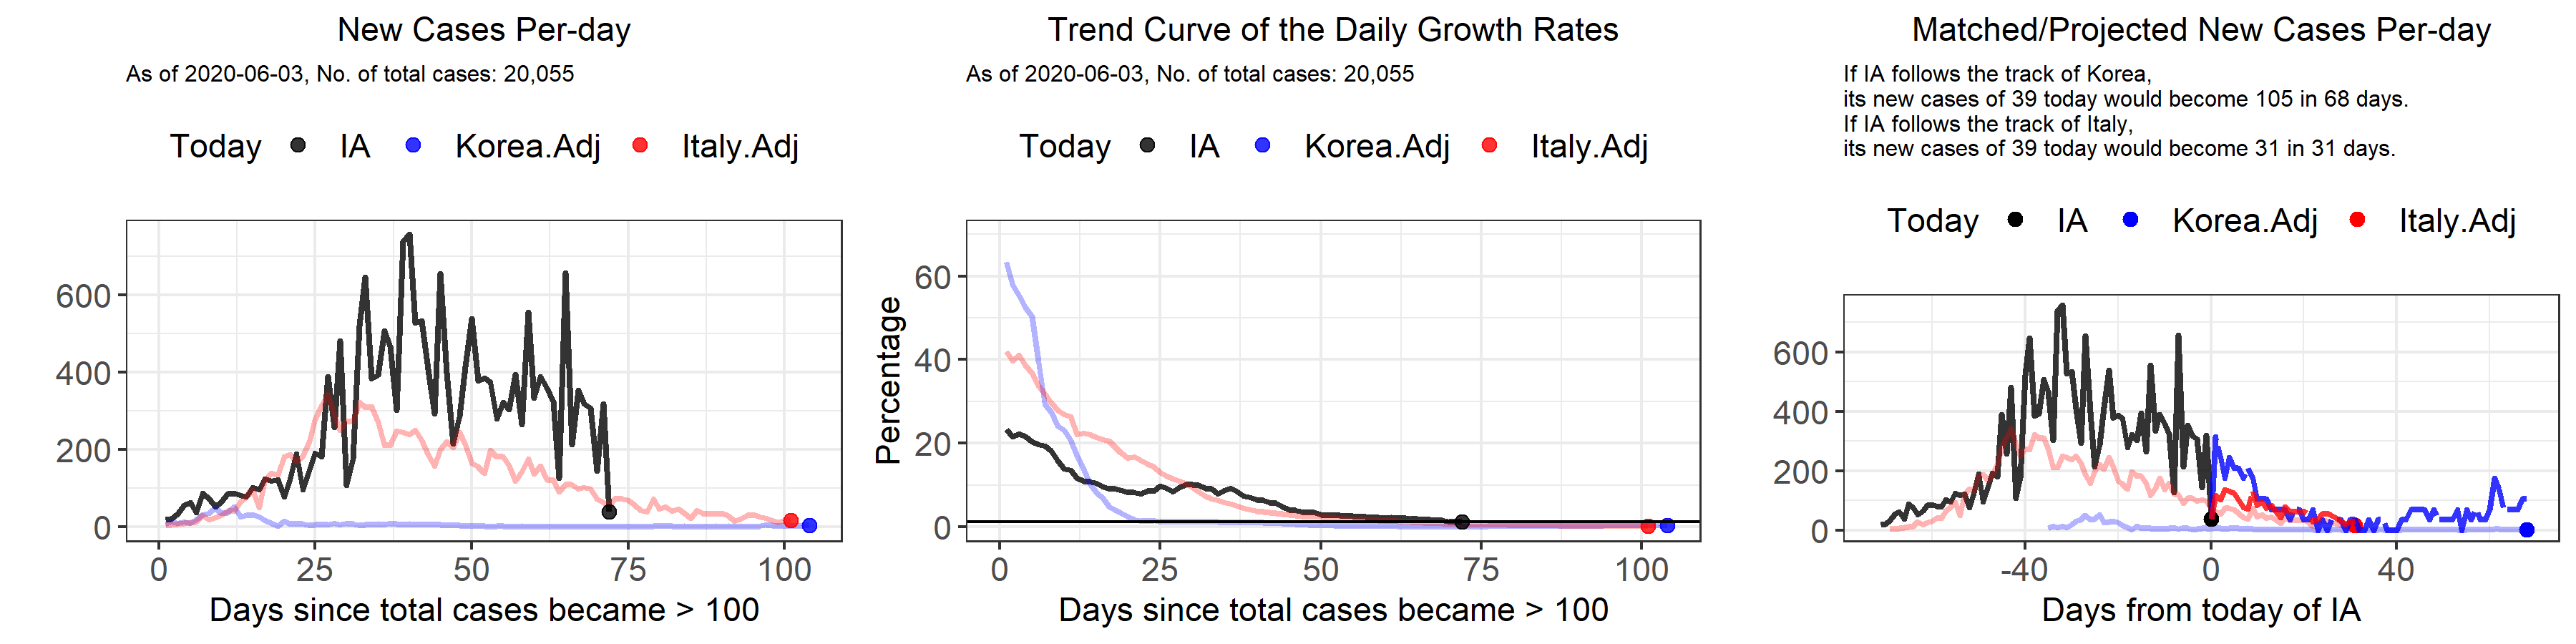 New Cases Per-day
As of 2020-06-03, No. of total cases: 20,055
Today IA Korea.Adj Italy.Adj
600
400
200
0
0 25 50 75 100
Days since total cases became > 100
Trend Curve of the Daily Growth Rates
As of 2020-06-03, No. of total cases: 20,055
Today IA Korea.Adj Italy.Adj
Percentage
60
40
20
0
0 25 50 75 100
Days since total cases became > 100
Matched/Projected New Cases Per-day
If IA follows the track of Korea,
its new cases of 39 today would become 105 in 68 days.
If IA follows the track of Italy,
its new cases of 39 today would become 31 in 31 days.
Today IA Korea.Adj Italy.Adj
600
400
200
0
-40 0 40
Days from today of IA